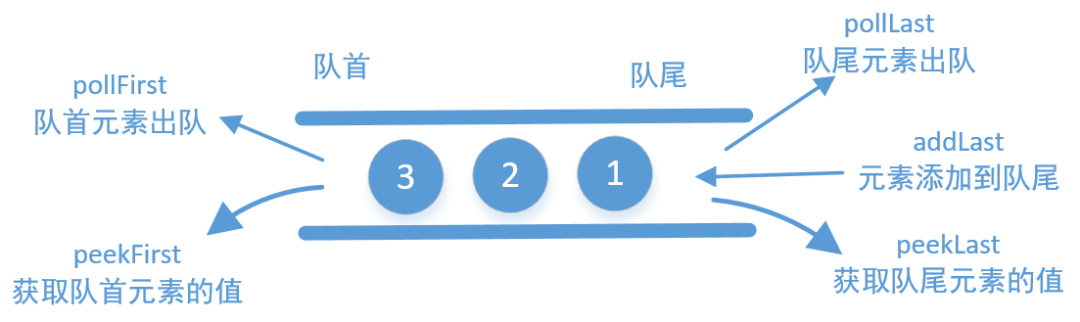 pollFirst
队首元素出队
peekFirst
获取队首元素的值
队首
队尾
3
2
1
pollLast
队尾元素出队
addLast
元素添加到队尾
peekLast
获取队尾元素的值